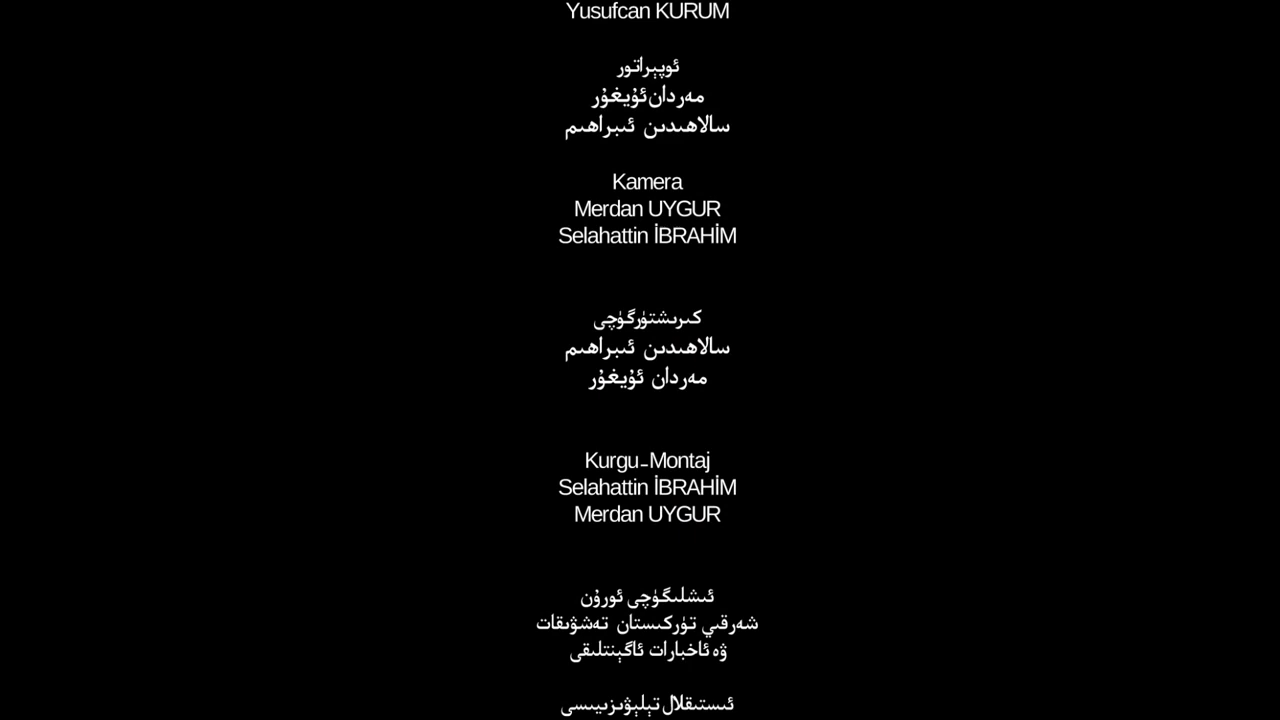 Yusufcan KURUM
ئوپېراتور
مەردان ئۇيغۇر
سالاھىدىن ئىبراھىم
Kamera
Merdan UYGUR
Selahattin İBRAHİM
كىرىشتۈرگۈچى
سالاھىدىن ئىبراھىم
مەردان ئۇيغۇر
Kurgu-Montaj
Selahattin İBRAHİM
Merdan UYGUR
ئىشلىگۈچى ئورۇن
شەرقىي تۈركىستان تەشۋىقات
ۋە ئاخبارات ئاگېنتلىقى
ئىستىقلال تېلېۋىزىيىسى